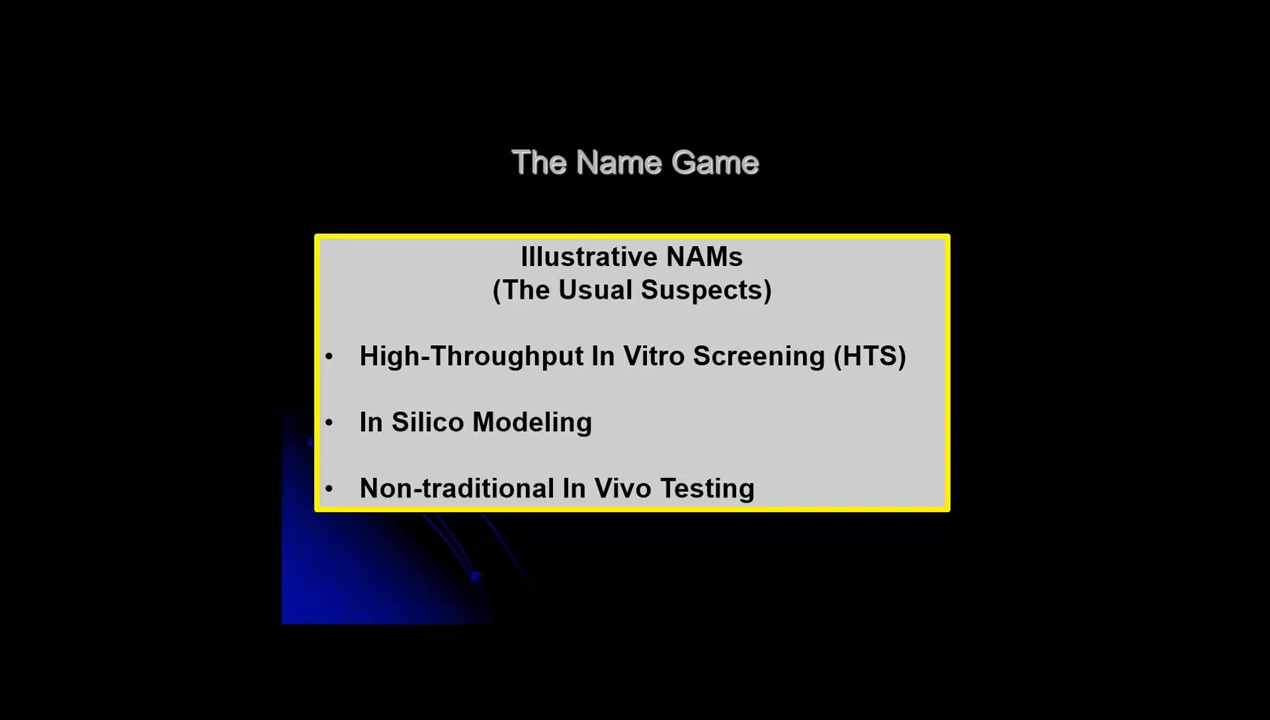 The Name Game
Illustrative NAMs
(The Usual Suspects)
• High-Throughput In Vitro Screening (HTS)
• In Silico Modeling
• Non-traditional In Vivo Testing